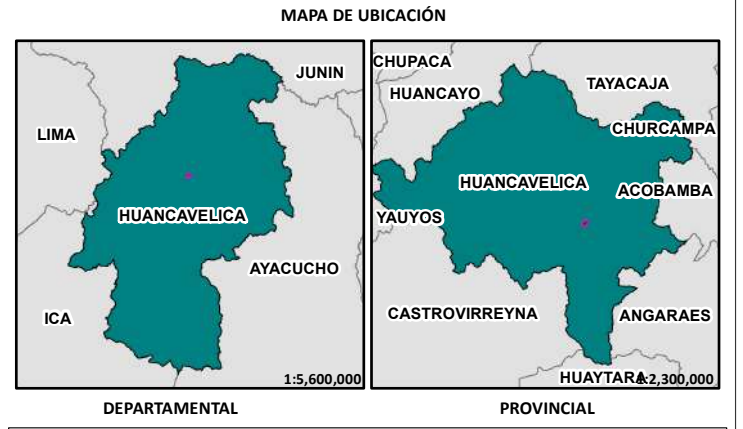 MAPA DE UBICACIÓN
JUNIN
LIMA
HUANCAVELICA
AYACUCHO
ICA
1:5,600,000
DEPARTAMENTAL
CHUPACA
HUANCAYO
TAYACAJA
CHURCAMPA
HUANCAVELICA
ACOBAMBA
YAUYOS
CASTROVIRREYNA
ANGARAES
HUAYTARA
1:2,300,000
PROVINCIAL